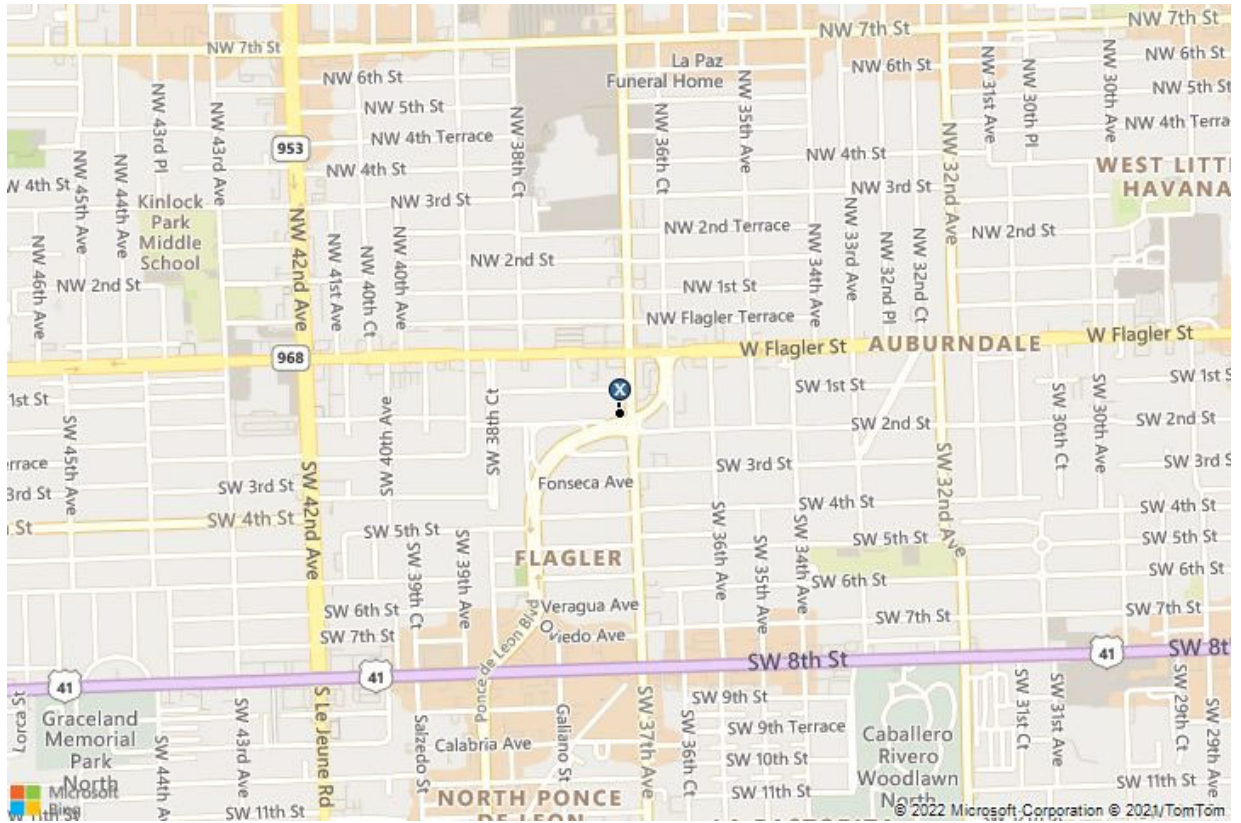 NW 7th St
NW 7th St
NW 7th St
La Paz
Funeral Home
NW 6th St
NW 6th St
NW 6th St
NW 5th St
NW 5th St
NW 4th Terrace
NW 4th Terra
NW 43rd Pl
NW 43rd Ave
NW 38th Ct
NW 36th Ct
NW 35th Ave
NW 31st Ave
NW 30th Pl
NW 30th Ave
NW 32nd Ave
953
NW 4th St
NW 4th St
W 4th St
NW 45th Ave
NW 44th Ave
WEST LITT
HAVANA
Kinlock
Park
Middle
School
NW 3rd St
NW 3rd St
NW 2nd Terrace
NW 2nd St
NW 46th Ave
NW 42nd Ave
NW 41st Ave
NW 40th Ct
NW 40th Ave
NW 2nd St
NW 34th Ave
NW 33rd Ave
NW 32nd Pl
NW 32nd Ct
NW 2nd St
NW 1st St
NW Flagler Terrace
W Flagler St
AUBURNDALE
W Flagler St
968
X
1st St
SW 40th Ave
SW 38th Ct
SW 1st St
SW 30th Ct
SW 30th Ave
SW 1st S
SW 2nd St
SW 2nd St
SW 45th Ave
errace
3rd St
SW 3rd St
SW 42nd Ave
Fonseca Ave
SW 3rd St
SW 32nd Ave
SW 3rd S
St
SW 4th St
SW 4th St
SW 4th St
SW 5th St
SW 39th Ct
SW 39th Ave
SW 36th Ave
SW 35th Ave
SW 34th Ave
SW 5th St
SW 5th St
FLAGLER
SW 6th St
SW 6th St
SW 6th St
Veragua Ave
SW 7th St
SW 7th St
SW 7th St
Oviedo Ave
Ponce de Leon Blvd
41
41
SW 8th St
41
SW 8t
Lorca St
Graceland
Memorial
Park
North
SW 44th Ave
SW 43rd Ave
S Le Jeune Rd
Salzedo St
Calabria Ave
Galiano St
SW 37th Ave
SW 36th Ct
SW 9th St
SW 9th Terrace
SW 10th St
SW 11th St
Caballero
Rivero
Woodlawn
North
SW 31st Ct
SW 31st Ave
SW 29th Ct
SW 29th Ave
SW 11th St
SW 11th St
NORTH PONCE
DE LEON
Microsoft
Bing
© 2022 Microsoft Corporation © 2021 TomTom